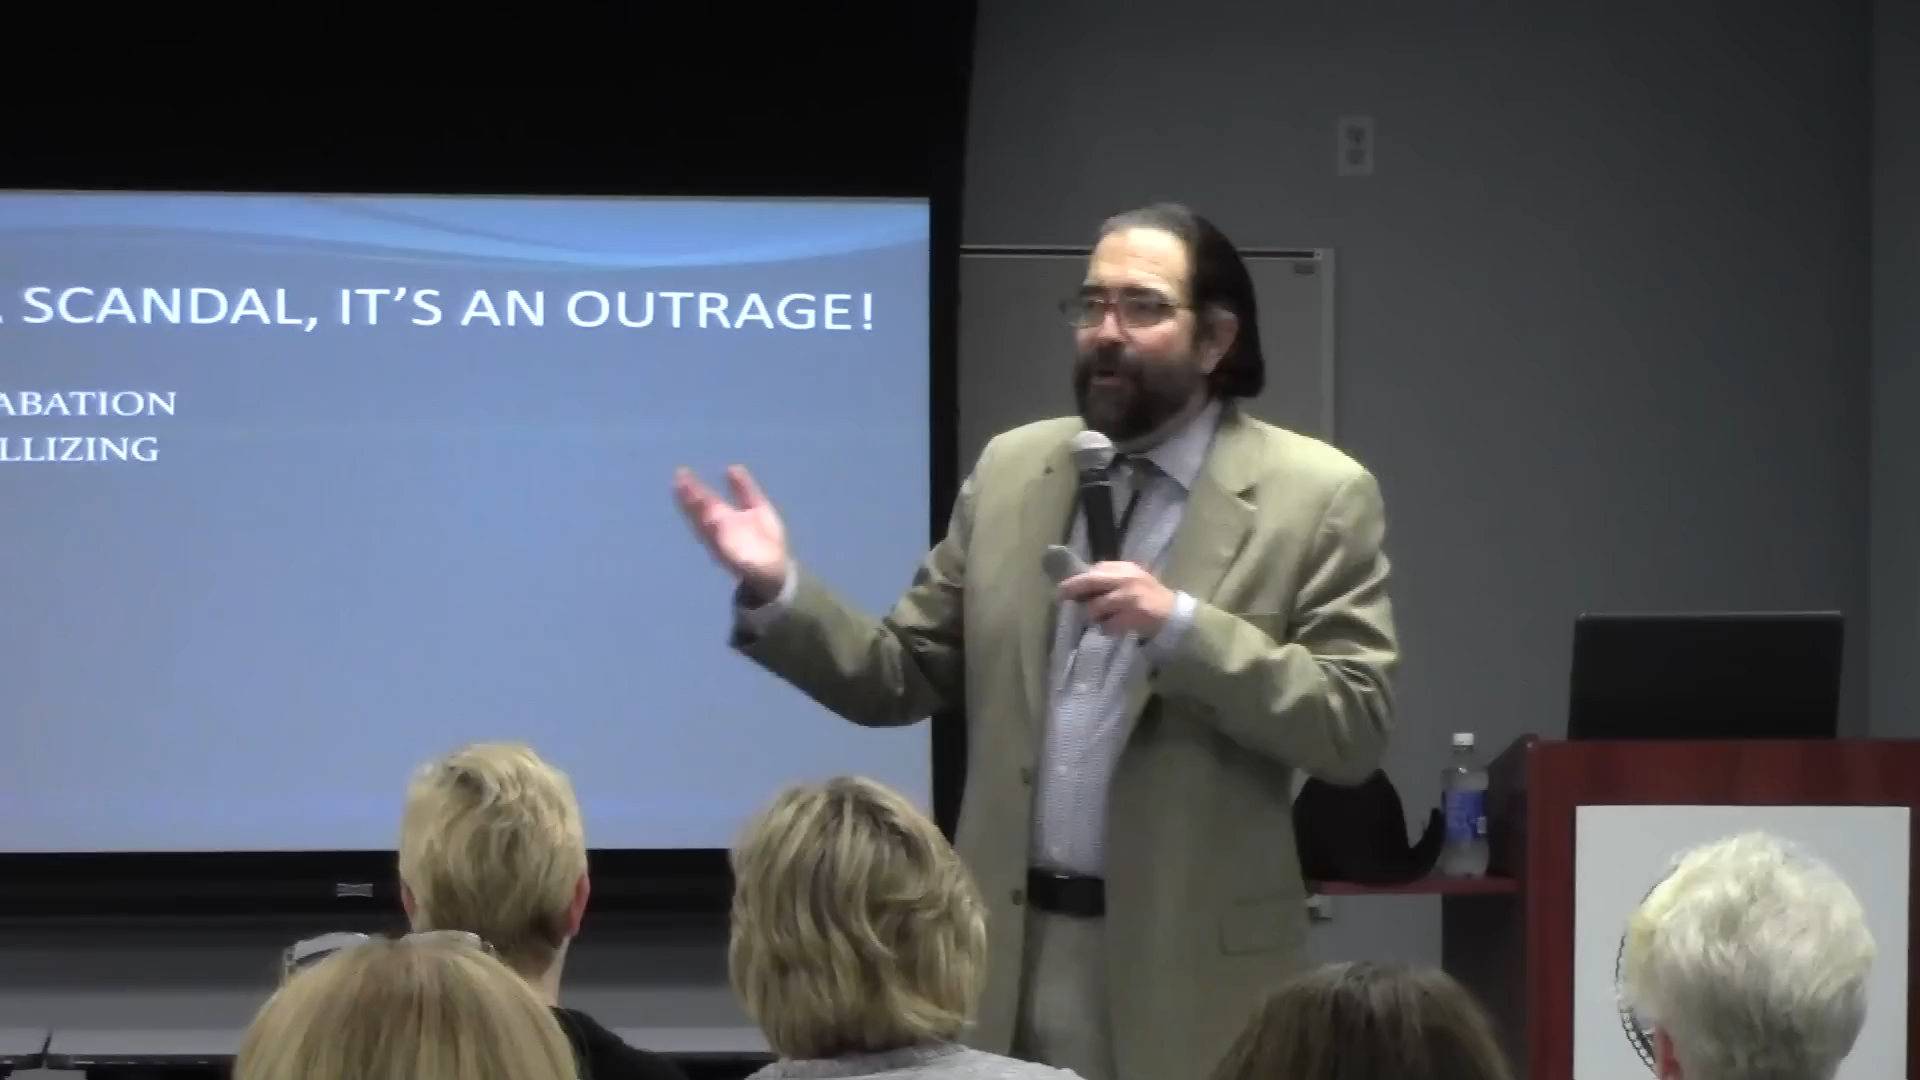 SCANDAL, IT'S AN OUTRAGE!
ABATION
LLIZING